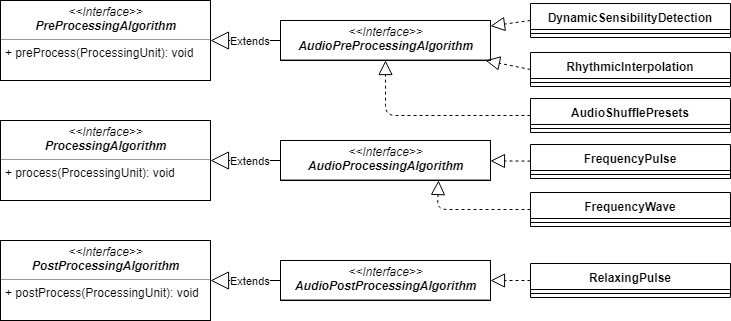 <<Interface>>
PreProcessingAlgorithm
+ preProcess(ProcessingUnit): void
Extends
<<Interface>>
AudioPreProcessingAlgorithm
DynamicSensibilityDetection
RhythmicInterpolation
AudioShufflePresets
<<Interface>>
ProcessingAlgorithm
+ process(ProcessingUnit): void
Extends
<<Interface>>
AudioProcessingAlgorithm
FrequencyPulse
FrequencyWave
<<Interface>>
PostProcessingAlgorithm
+ postProcess(ProcessingUnit): void
Extends
<<Interface>>
AudioPostProcessingAlgorithm
RelaxingPulse